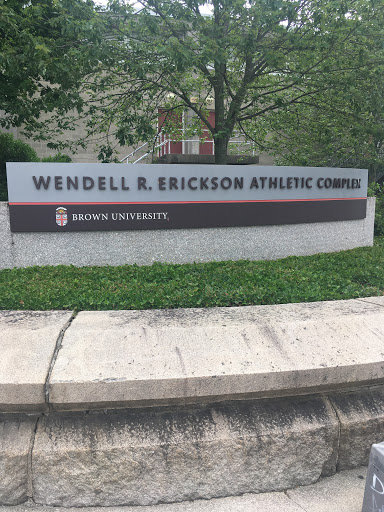 WENDELL R. ERICKSON ATHLETIC COMPLEX
BROWN UNIVERSITY